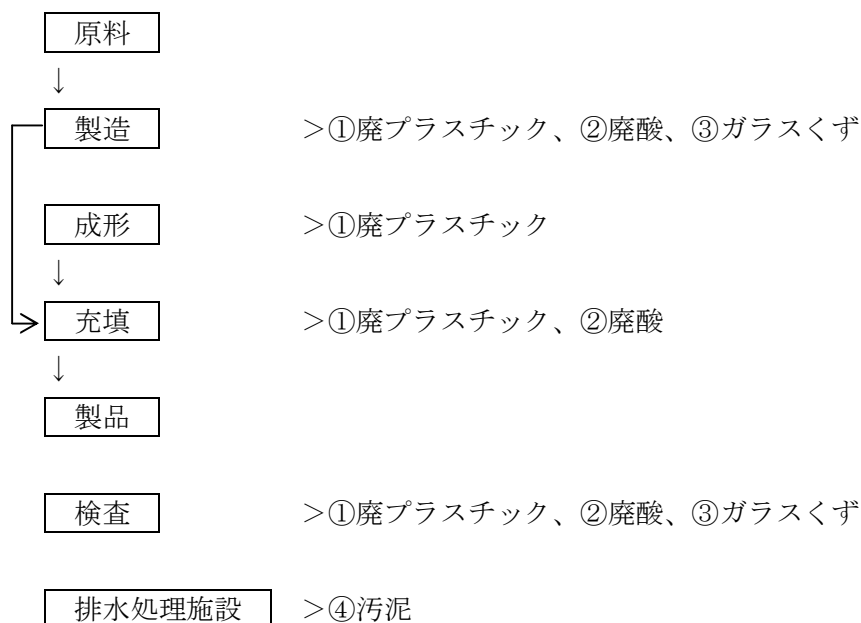 原料
↓
製造 >①廃プラスチック、②廃酸、③ガラスくず
成形 >①廃プラスチック
↓
充填 >①廃プラスチック、②廃酸
↓
製品
検査 >①廃プラスチック、②廃酸、③ガラスくず
排水処理施設 >④汚泥